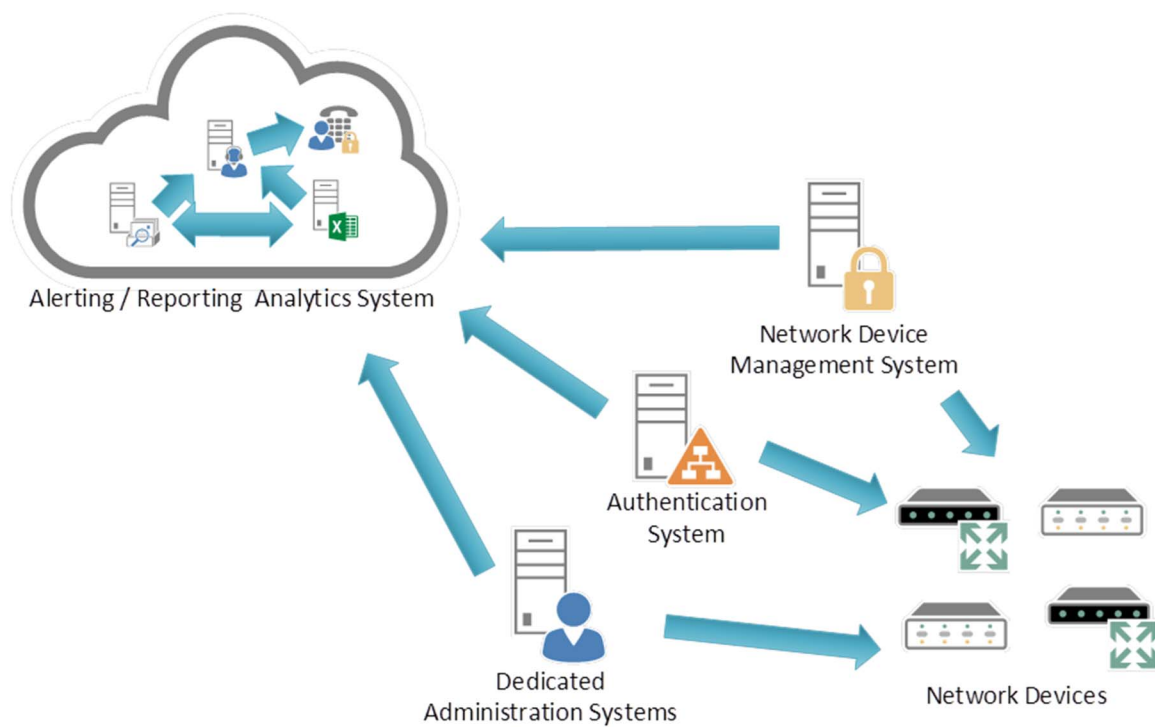 Alerting / Reporting Analytics System
Network Device
Management System
Authentication
System
Dedicated
Administration Systems
Network Devices